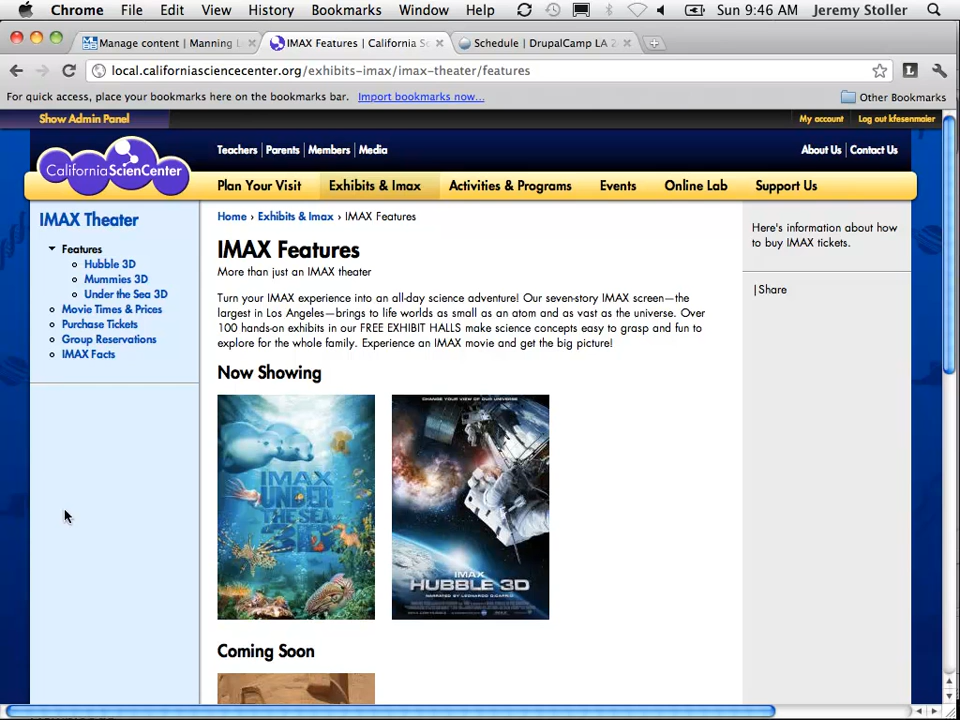 Chrome File Edit View History Bookmarks Window Help Sun 9:46 AM Jeremy Stoller
Manage content | Manning L
IMAX Features | California Sc
Schedule | DrupalCamp LA 2
local.californiasciencecenter.org/exhibits-imax/imax-theater/features
For quick access, place your bookmarks here on the bookmarks bar. Import bookmarks now... Other Bookmarks
Show Admin Panel My account Log out kfesenmaier
California ScienCenter
Teachers | Parents | Members | Media About Us | Contact Us
Plan Your Visit Exhibits & Imax Activities & Programs Events Online Lab Support Us
IMAX Theater
Features
Hubble 3D
Mummies 3D
Under the Sea 3D
Movie Times & Prices
Purchase Tickets
Group Reservations
IMAX Facts
Home › Exhibits & Imax › IMAX Features
IMAX Features
More than just an IMAX theater
Turn your IMAX experience into an all-day science adventure! Our seven-story IMAX screen—the
largest in Los Angeles—brings to life worlds as small as an atom and as vast as the universe. Over
100 hands-on exhibits in our FREE EXHIBIT HALLS make science concepts easy to grasp and fun to
explore for the whole family. Experience an IMAX movie and get the big picture!
Now Showing
IMAX
UNDER
THE SEA
3D
CHANGE YOUR VIEW OF OUR UNIVERSE
IMAX
HUBBLE 3D
NARRATED BY LEONARDO DICAPRIO
Coming Soon
Here's information about how
to buy IMAX tickets.
|Share